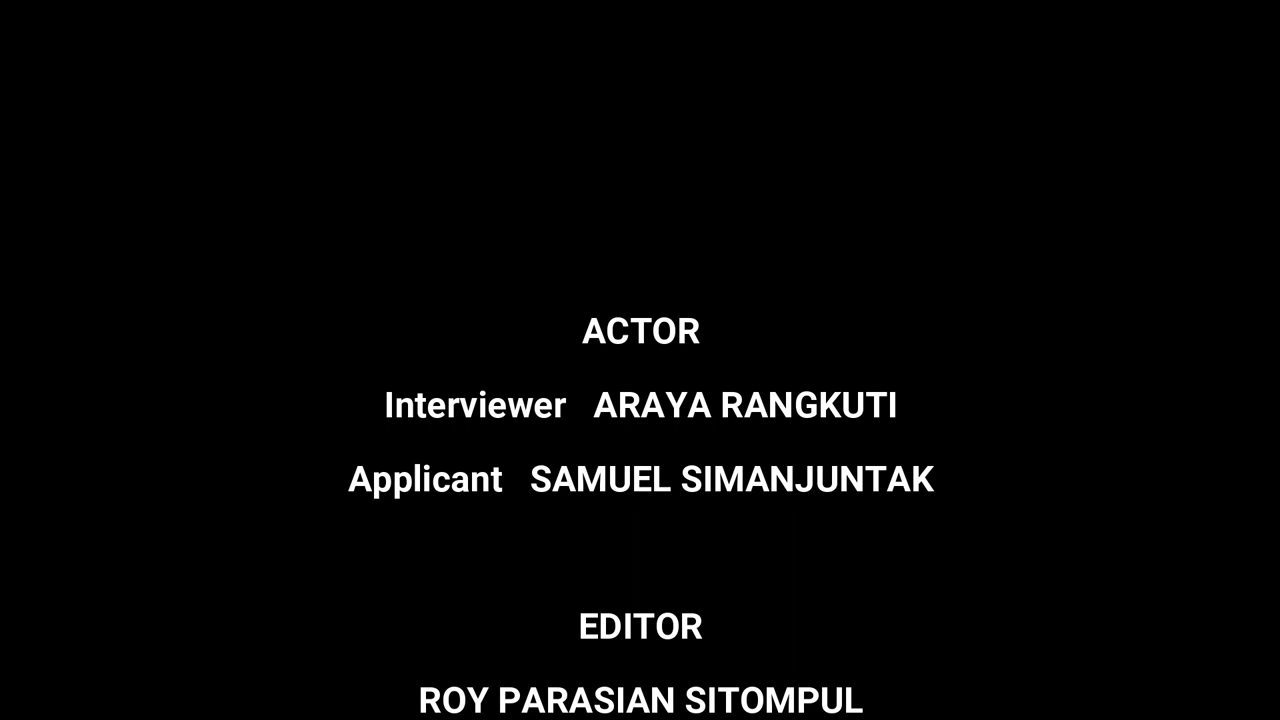 ACTOR
Interviewer ARAYA RANGKUTI
Applicant SAMUEL SIMANJUNTAK
EDITOR
ROY PARASIAN SITOMPUL